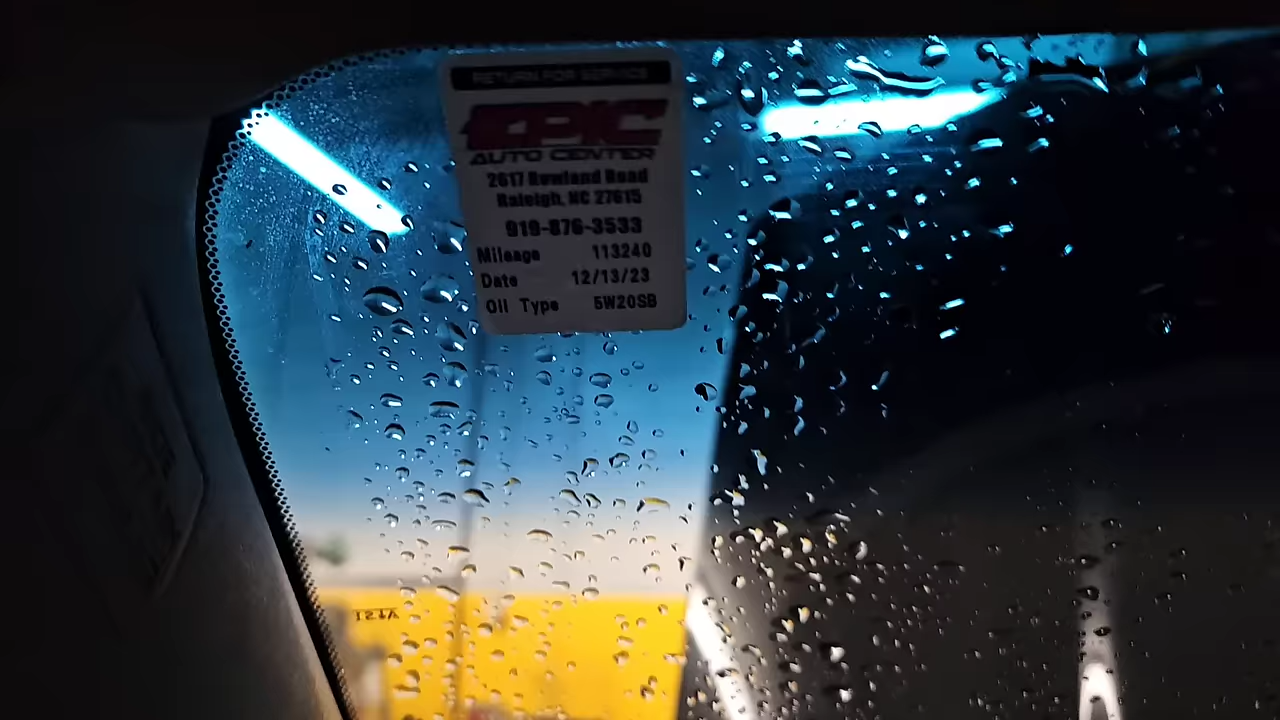 RETURN FOR SERVICE
EPIC
AUTO CENTER
2617 Rowland Road
Raleigh, NC 27615
919-876-3533
Mileage 113240
Date 12/13/23
Oil Type 5W20SB